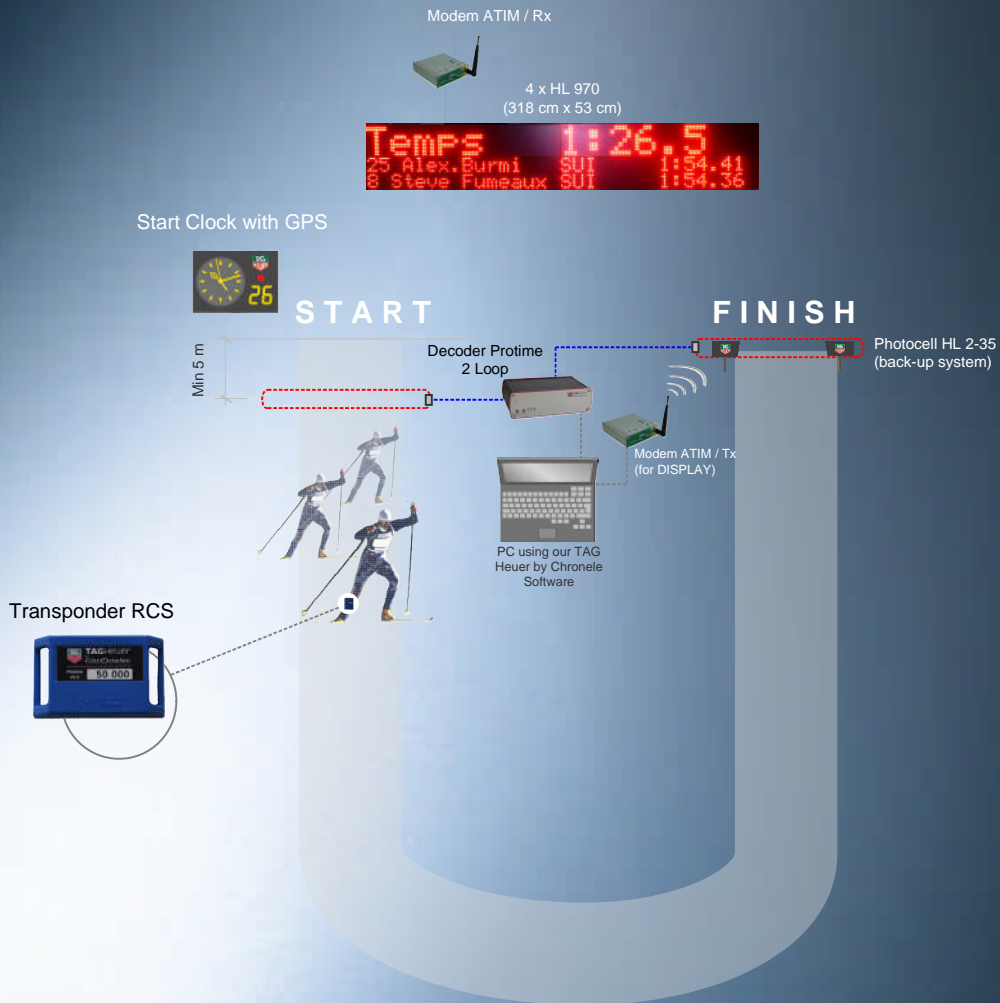 Modem ATIM / Rx
4 x HL 970
(318 cm x 53 cm)
Temps 1:26.5
25 Alex.Burmi SUI 1:54.41
8 Steve Fumeaux SUI 1:54.36
Start Clock with GPS
26
START
FINISH
Min 5 m
Decoder Protime
2 Loop
Photocell HL 2-35
(back-up system)
Modem ATIM / Tx
(for DISPLAY)
PC using our TAG
Heuer by Chronele
Software
Transponder RCS
TAGHeuer
50 000